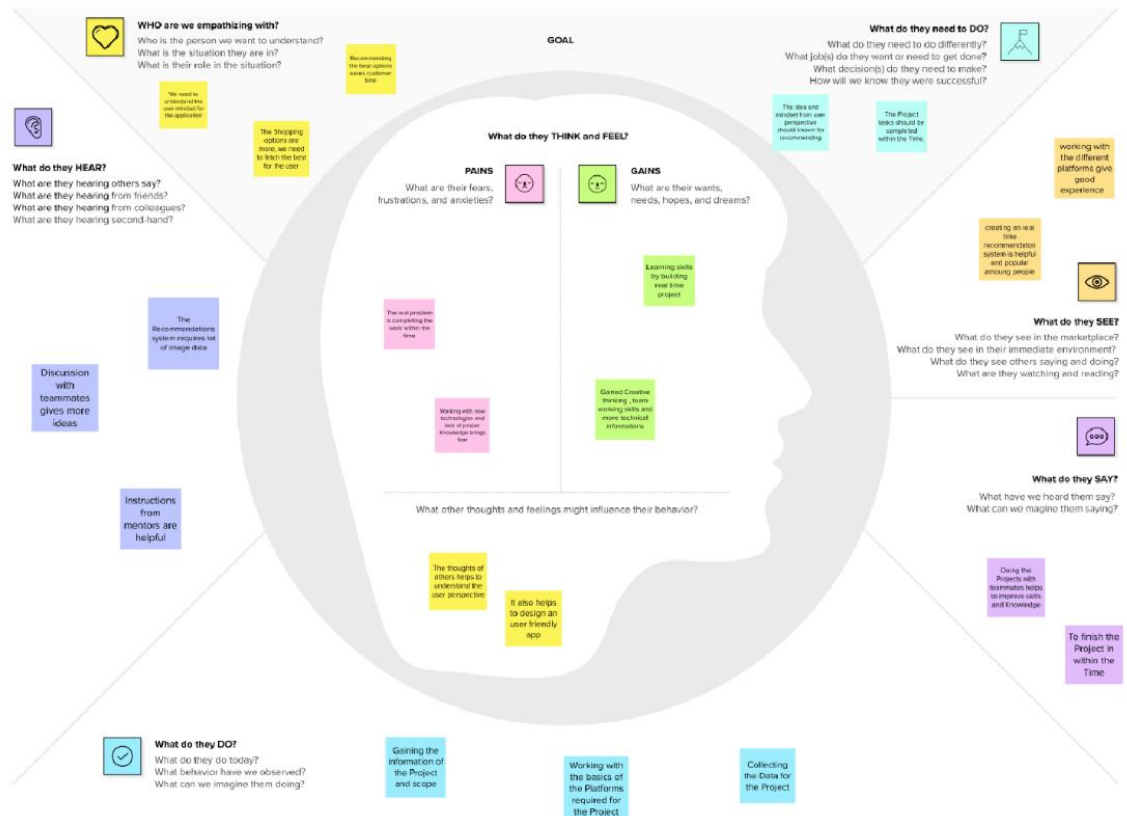 WHO are we empathizing with?
Who is the person we want to understand?
What is the situation they are in?
What is their role in the situation?
Recommending
the best options
saves customer
time
"We need to
understand the
user mindset for
the application
The Shopping
options are
more, we need
to fetch the best
for the user
GOAL
What do they need to DO?
What do they need to do differently?
What job(s) do they want or need to get done?
What decision(s) do they need to make?
How will we know they were successful?
The idea and
mindset from user
perspective
should known for
recommending
The Project
tasks should be
completed
within the Time.
What do they HEAR?
What are they hearing others say?
What are they hearing from friends?
What are they hearing from colleagues?
What are they hearing second-hand?
The
Recommendations
system requires lot
of image data
Discussion
with
teammates
gives more
ideas
Instructions
from
mentors are
helpful
What do they THINK and FEEL?
PAINS
What are their fears,
frustrations, and anxieties?
The real problem
is completing the
work within the
time
Working with new
technologies and
lack of proper
Knowledge brings
fear
GAINS
What are their wants,
needs, hopes, and dreams?
Learning skills
by building
real time
project
Gained Creative
thinking , team
working skills and
more technical
informations
What other thoughts and feelings might influence their behavior?
The thoughts of
others helps to
understand the
user perspective
It also helps
to design an
user friendly
app
working with
the different
platforms give
good
experience
creating an real
time
recommendaton
system is helpful
and popular
amoung people
What do they SEE?
What do they see in the marketplace?
What do they see in their immediate environment?
What do they see others saying and doing?
What are they watching and reading?
What do they SAY?
What have we heard them say?
What can we magine them saying?
Doing the
Projects with
teammates helps
to improve skills
and Knowledge
To finish the
Project in
within the
Time
What do they DO?
What do they do today?
What behavior have we observed?
What can we imagine them doing?
Gaining the
information of
the Project
and scope
Working with
the basics of
the Platforms
required for
the Project
Collecting
the Data for
the Project